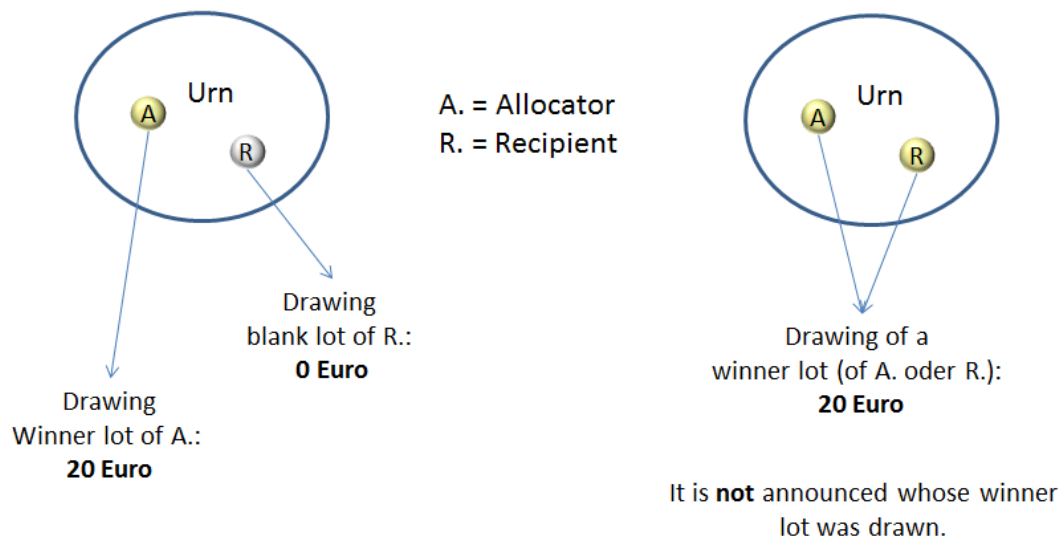 Urn
A
R
Drawing
blank lot of R.:
0 Euro
Drawing
Winner lot of A.:
20 Euro
A. = Allocator
R. = Recipient
Urn
A
R
Drawing of a
winner lot (of A. oder R.):
20 Euro
It is not announced whose winner
lot was drawn.